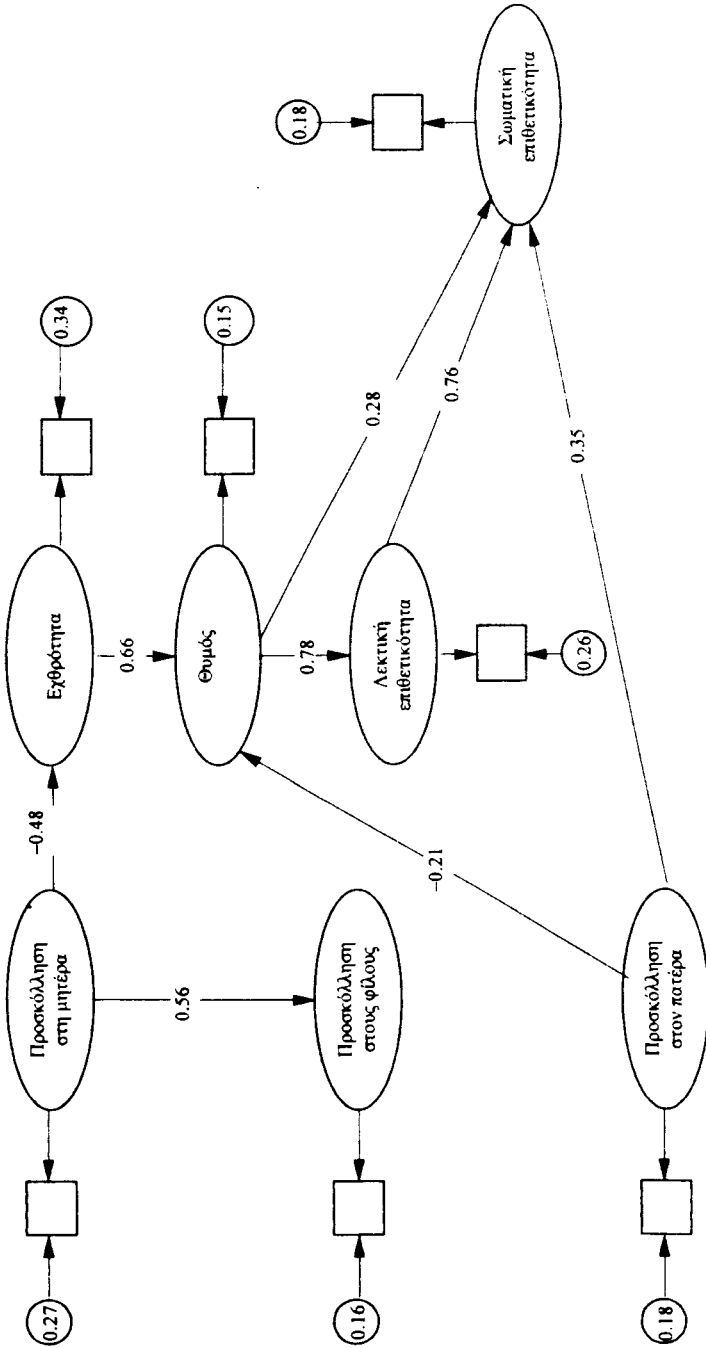 0.27
Προσκόλληση
στη μητέρα
−0.48
Εχθρότητα
0.34
0.56
0.66
0.16
Προσκόλληση
στους φίλους
Θυμός
0.15
0.78
0.28
Λεκτική
επιθετικότητα
0.26
0.76
−0.21
0.18
Προσκόλληση
στον πατέρα
0.35
Σωματική
επιθετικότητα
0.18